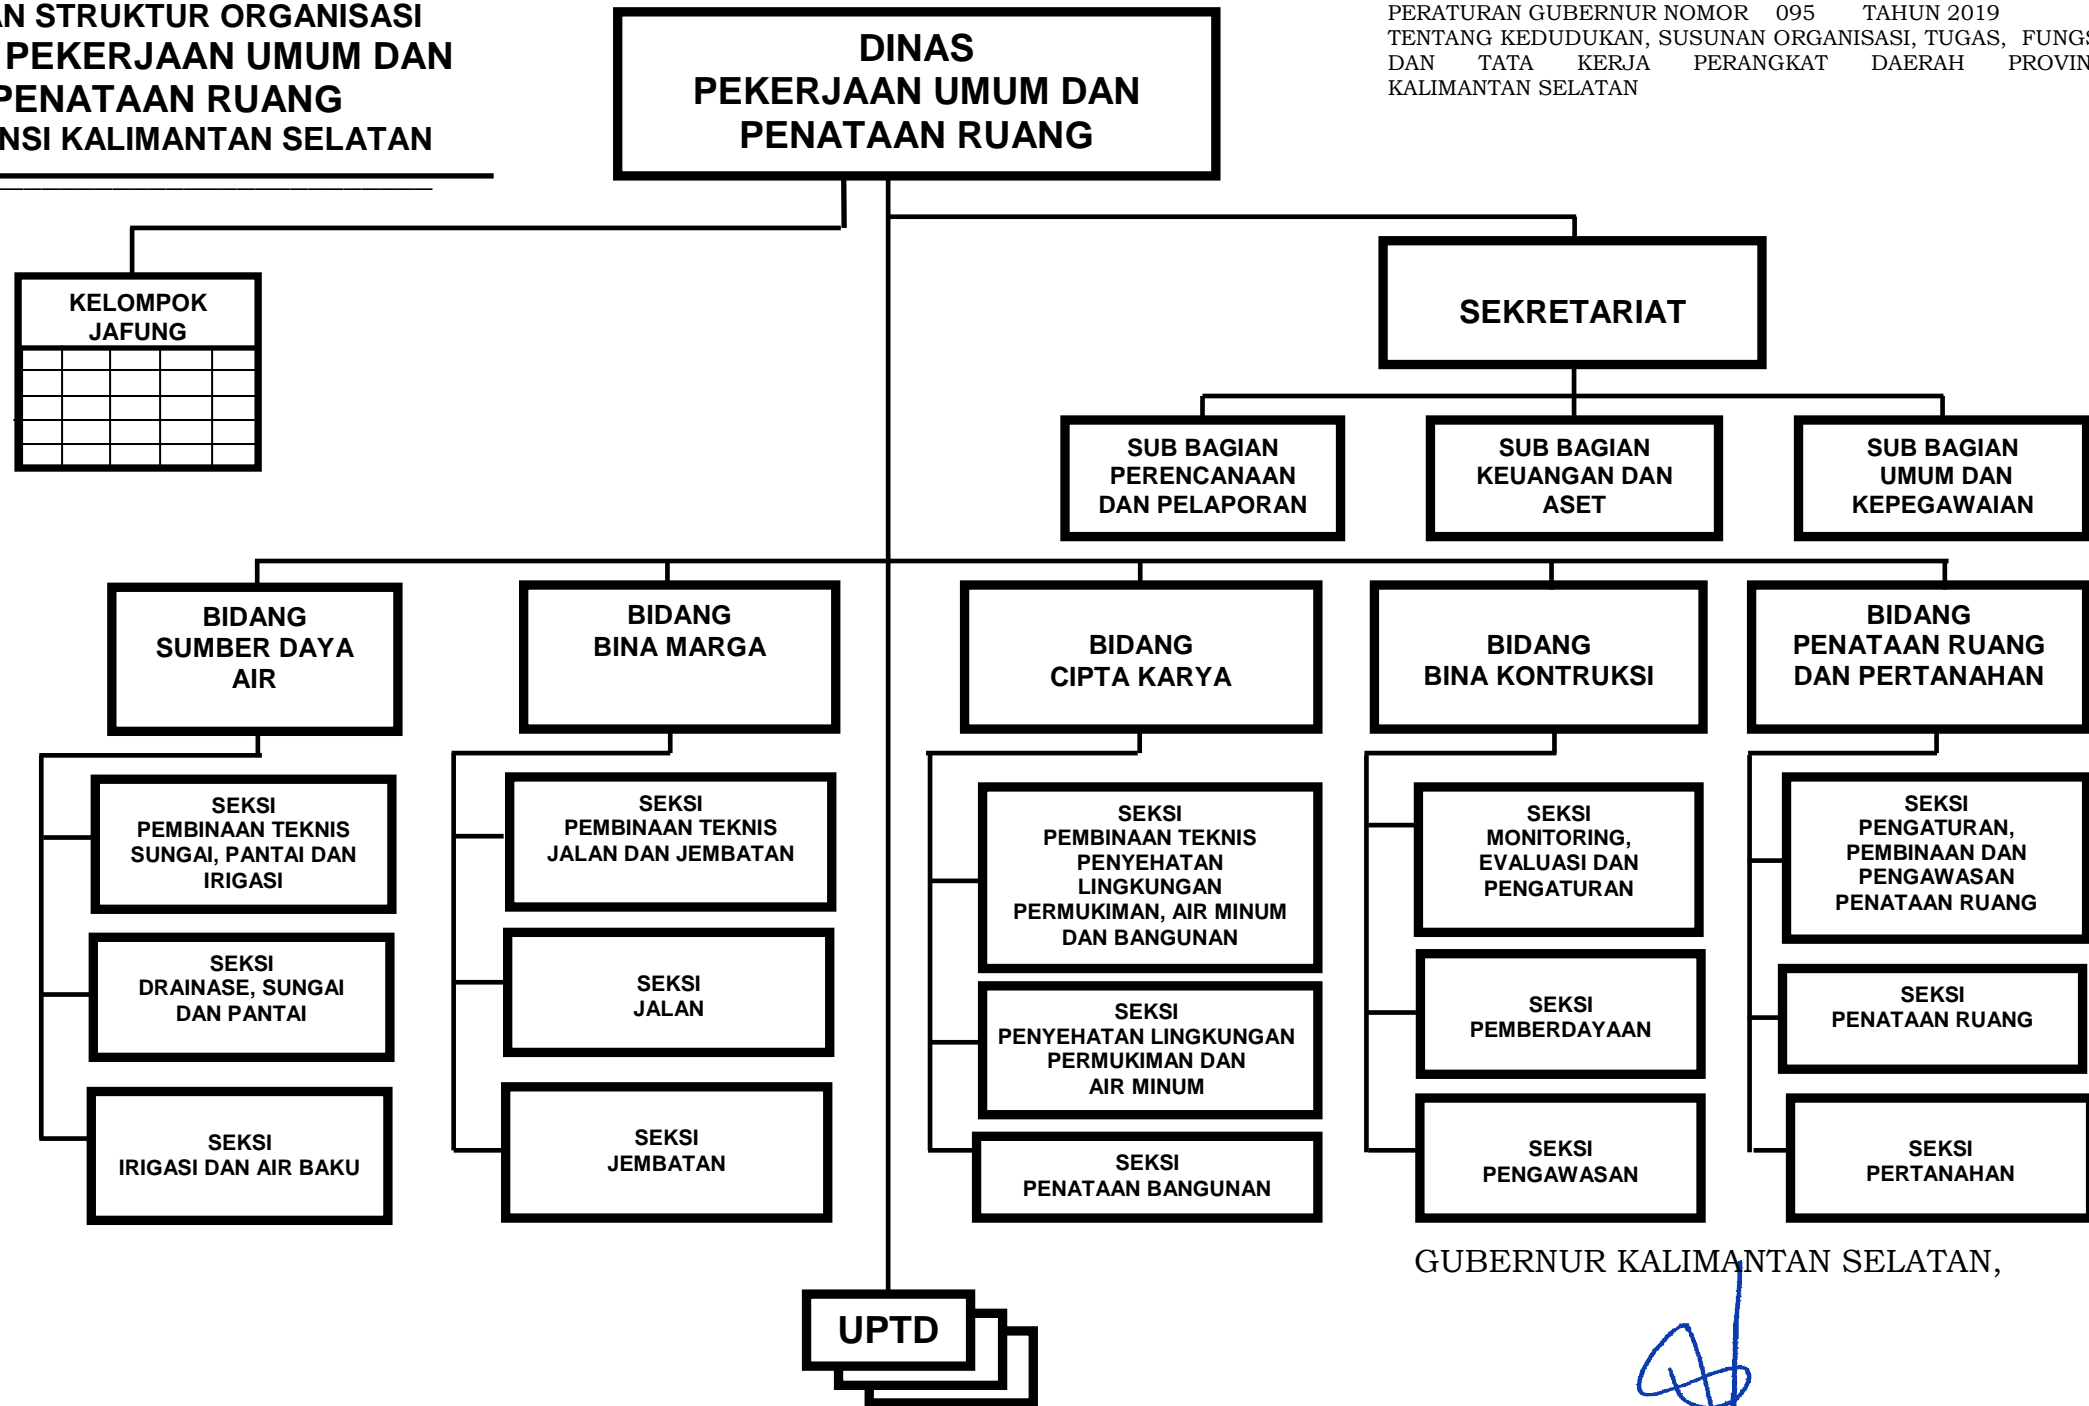 STRUKTUR ORGANISASI
PEKERJAAN UMUM DAN
PENATAAN RUANG
KALIMANTAN SELATAN
DINAS
PEKERJAAN UMUM DAN
PENATAAN RUANG
PERATURAN GUBERNUR NOMOR 095 TAHUN 2019
TENTANG KEDUDUKAN, SUSUNAN ORGANISASI, TUGAS,
DAN TATA KERJA PERANGKAT DAERAH
KALIMANTAN SELATAN
KELOMPOK
JAFUNG
SEKRETARIAT
SUB BAGIAN
PERENCANAAN
DAN PELAPORAN
SUB BAGIAN
KEUANGAN DAN
ASET
SUB BAGIAN
UMUM DAN
KEPEGAWAIAN
BIDANG
SUMBER DAYA
AIR
BIDANG
BINA MARGA
BIDANG
CIPTA KARYA
BIDANG
BINA KONTRUKSI
BIDANG
PENATAAN RUANG
DAN PERTANAHAN
SEKSI
PEMBINAAN TEKNIS
SUNGAI, PANTAI DAN
IRIGASI
SEKSI
DRAINASE, SUNGAI
DAN PANTAI
SEKSI
IRIGASI DAN AIR BAKU
SEKSI
PEMBINAAN TEKNIS
JALAN DAN JEMBATAN
SEKSI
JALAN
SEKSI
JEMBATAN
SEKSI
PEMBINAAN TEKNIS
PENYEHATAN
LINGKUNGAN
PERMUKIMAN, AIR MINUM
DAN BANGUNAN
SEKSI
PENYEHATAN LINGKUNGAN
PERMUKIMAN DAN
AIR MINUM
SEKSI
PENATAAN BANGUNAN
SEKSI
MONITORING,
EVALUASI DAN
PENGATURAN
SEKSI
PEMBERDAYAAN
SEKSI
PENGAWASAN
SEKSI
PENGATURAN,
PEMBINAAN DAN
PENGAWASAN
PENATAAN RUANG
SEKSI
PENATAAN RUANG
SEKSI
PERTANAHAN
UPTD
GUBERNUR KALIMANTAN SELATAN,